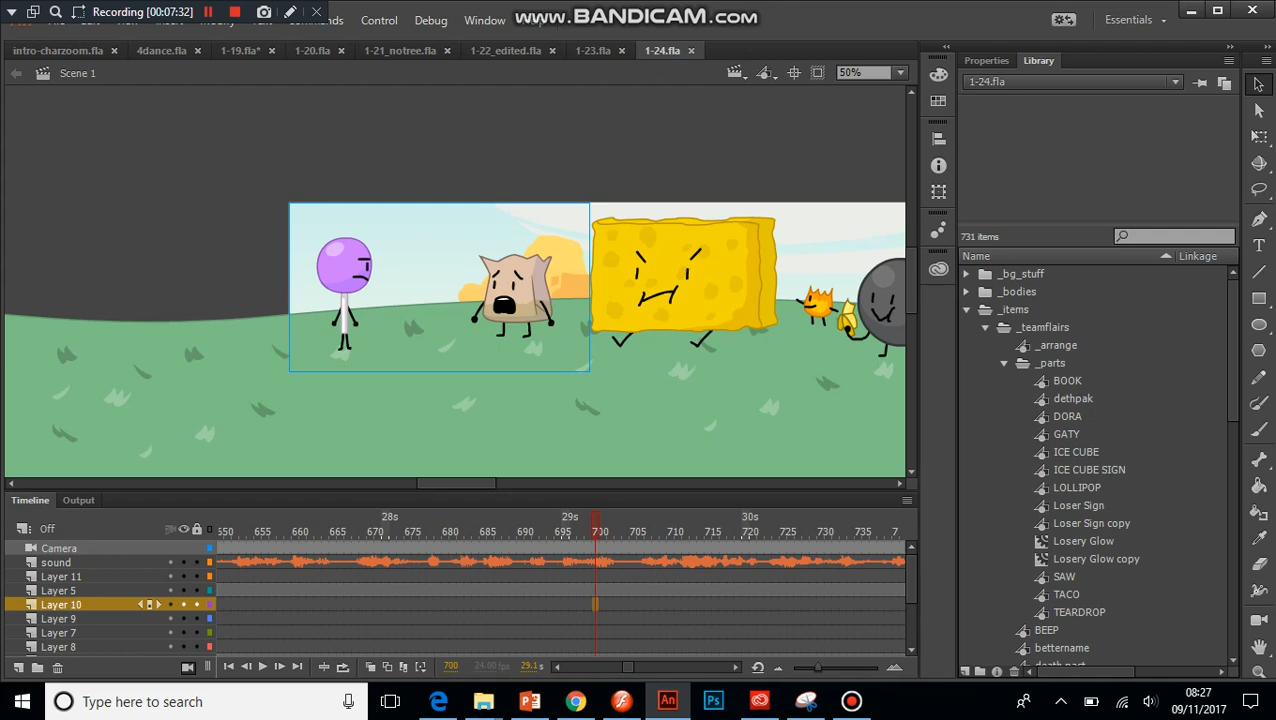 Recording [00:07:32]
Commands Control Debug Window
www.BANDICAM.com
Essentials
intro-charzoom.fla 4dance.fla 1-19.fla* 1-20.fla 1-21_notree.fla 1-22_edited.fla 1-23.fla 1-24.fla
Scene 1
50%
Properties Library
1-24.fla
731 items
Name Linkage
_bg_stuff
_bodies
_items
_teamflairs
_arrange
_parts
BOOK
dethpak
DORA
GATY
ICE CUBE
ICE CUBE SIGN
LOLLIPOP
Loser Sign
Loser Sign copy
Losery Glow
Losery Glow copy
SAW
TACO
TEARDROP
BEEP
bettername
death part
Timeline Output
Off
28s 29s 30s
650 655 660 665 670 675 680 685 690 695 700 705 710 715 720 725 730 735 7
Camera
sound
Layer 11
Layer 5
Layer 10
Layer 9
Layer 7
Layer 8
700 24.00 fps 29.1 s
Type here to search
An Ps
08:27
09/11/2017